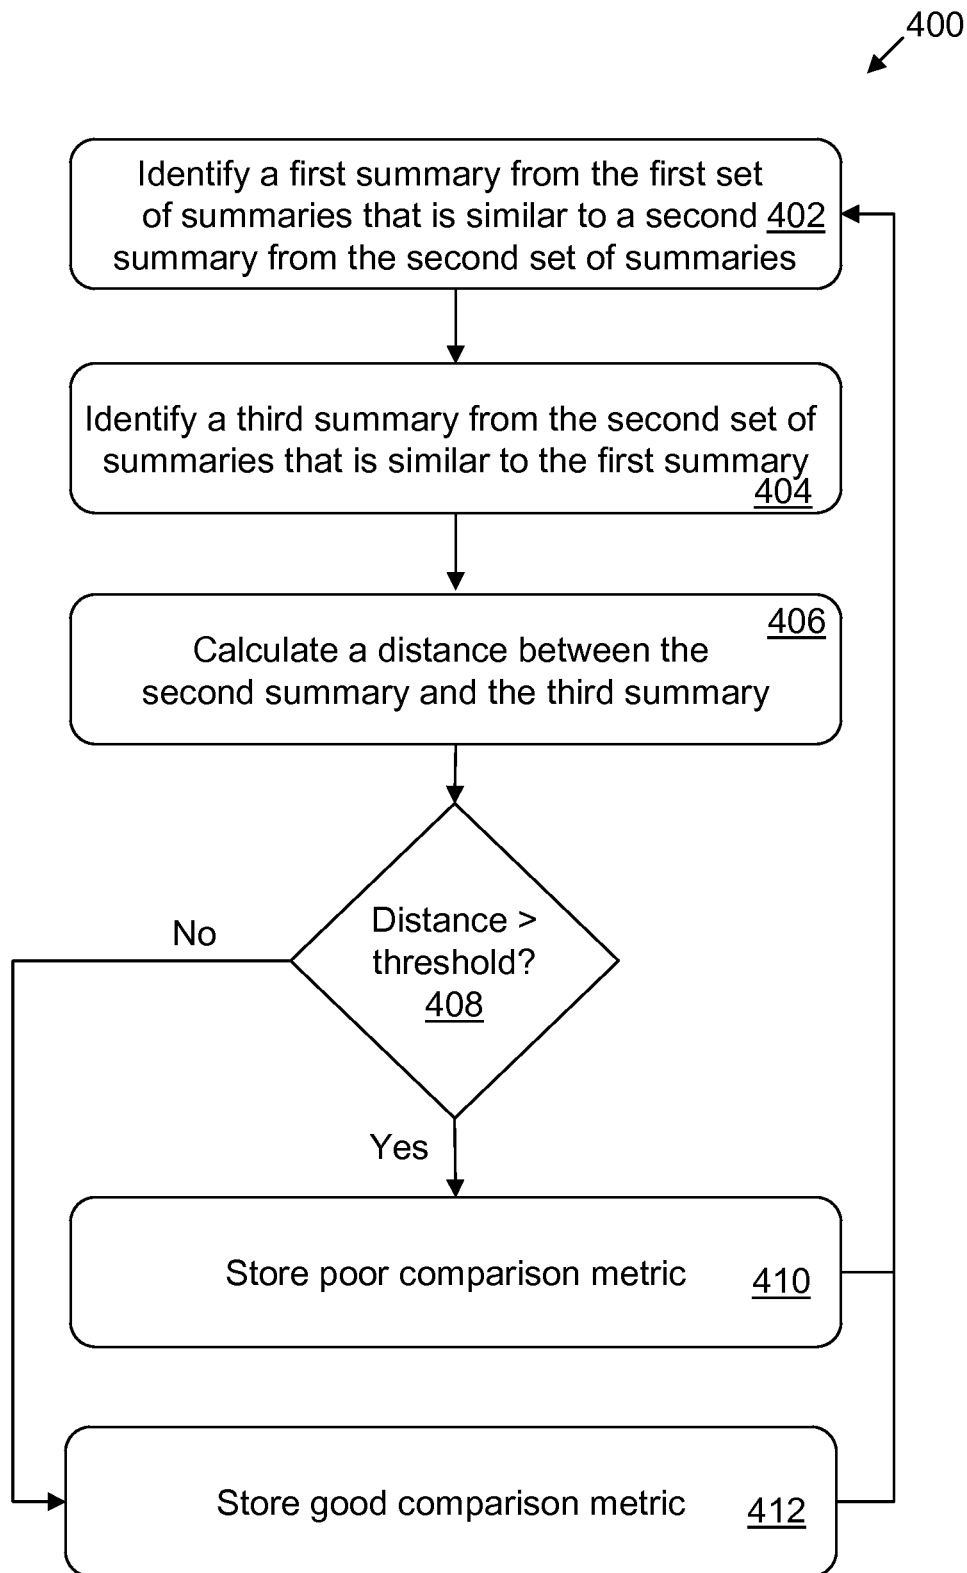 400
Identify a first summary from the first set
of summaries that is similar to a second 402
summary from the second set of summaries
Identify a third summary from the second set of
summaries that is similar to the first summary
404
406
Calculate a distance between the
second summary and the third summary
No
Distance >
threshold?
408
Yes
Store poor comparison metric 410
Store good comparison metric 412